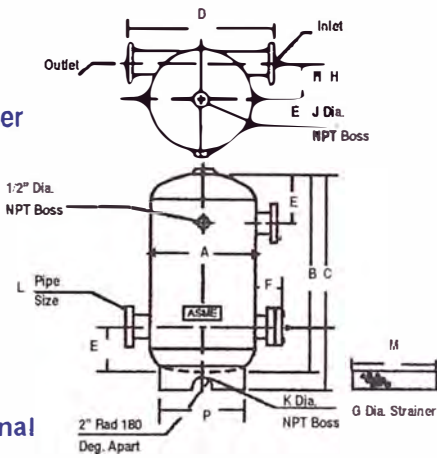 D
Inlet
Outlet
H
E
J Dia.
NPT Boss
er
1/2" Dia.
NPT Boss
E
A
B
C
L
Pipe
Size
F
ASME
E
M
K Dia.
NPT Boss
G Dia. Strainer
P
2" Rad 180
Deg. Apart
nal